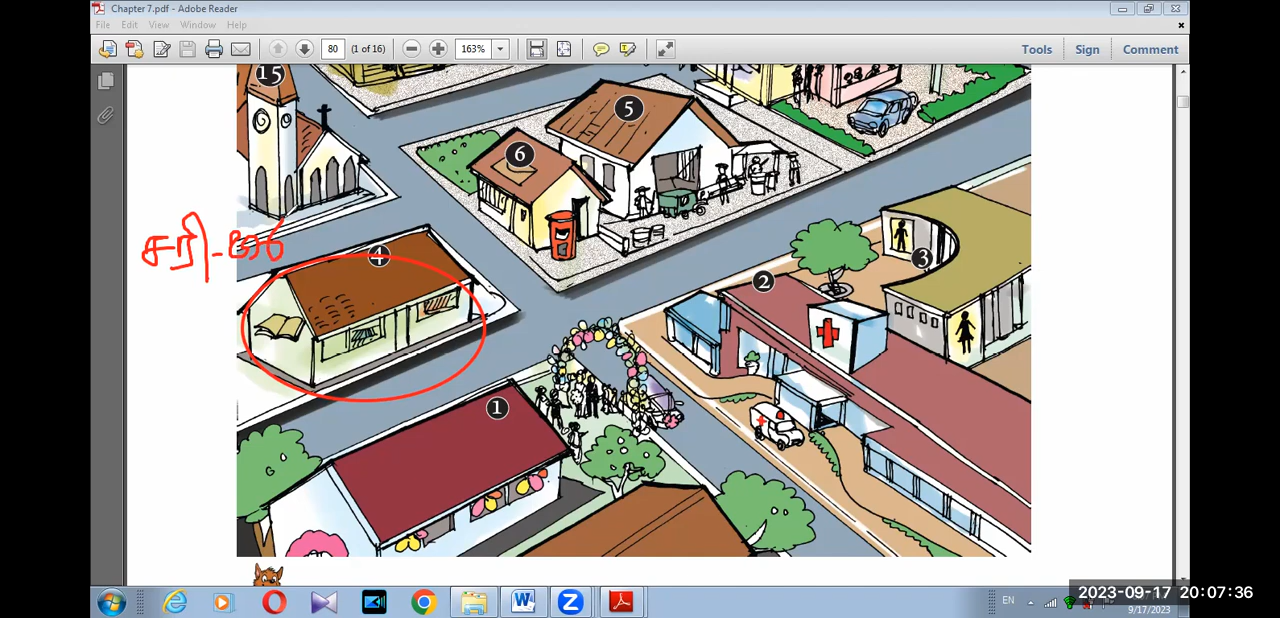 Chapter 7.pdf - Adobe Reader
File Edit View Window Help
80 (1 of 16) 163% Tools Sign Comment
15
5
6
4
3
2
1
EN
2023-09-17 20:07:36
9/17/2023